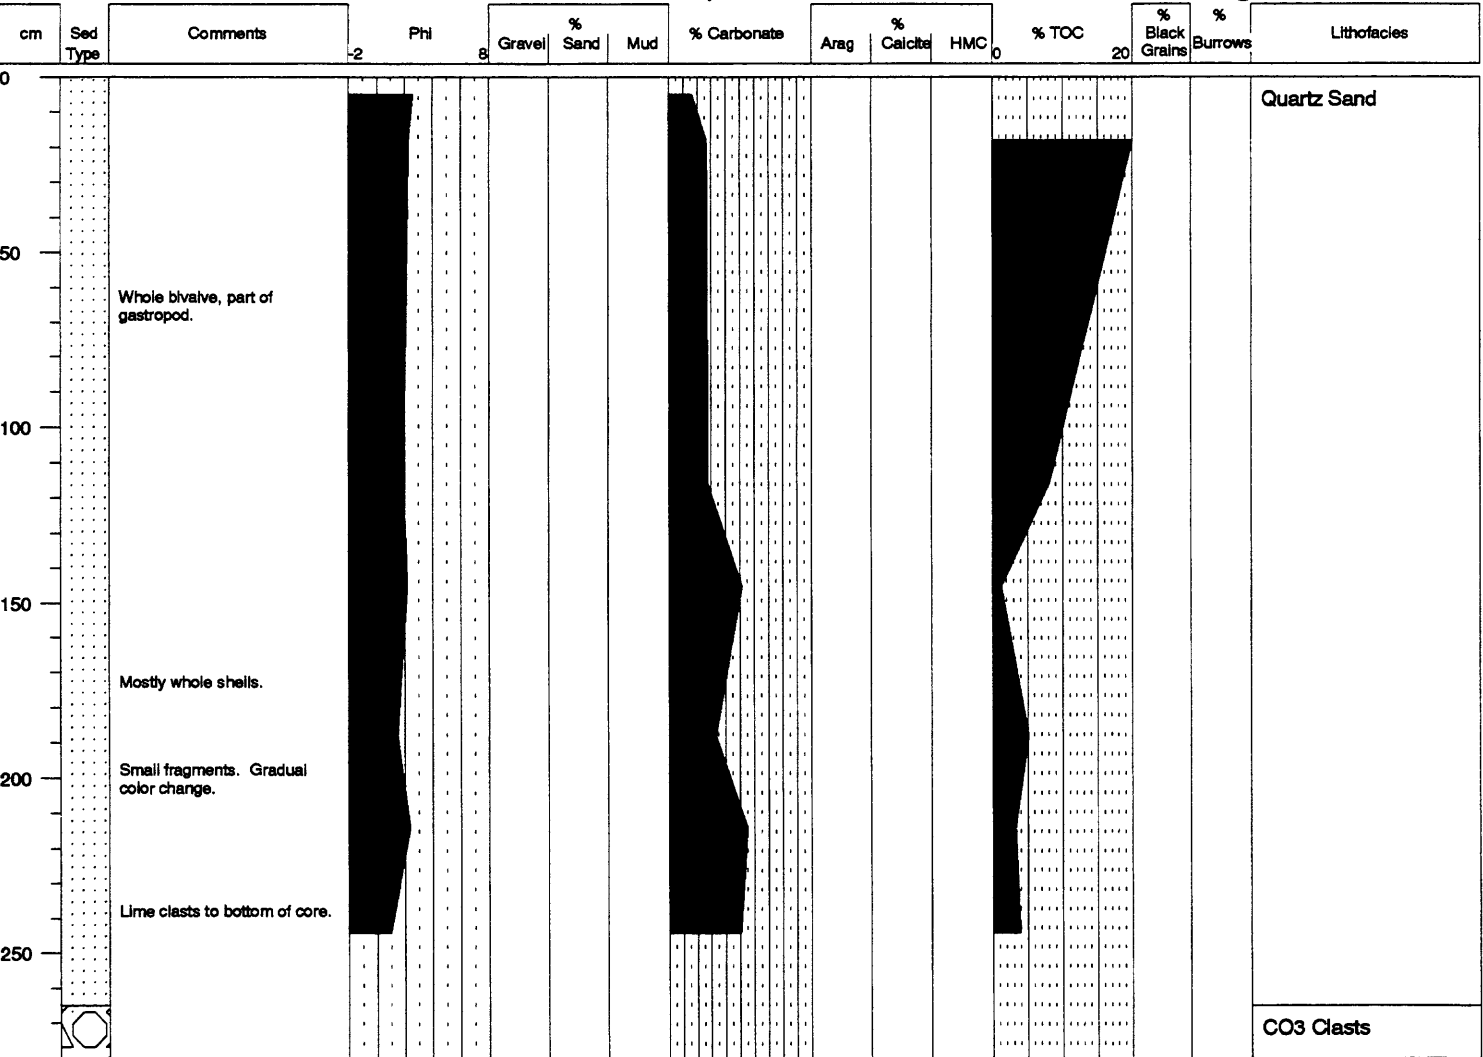 cm
Sed
Type
Comments
Phi
-2 8
%
Gravel Sand Mud
% Carbonate
%
Arag Calcite HMC
% TOC
0 20
%
Black
Grains
%
Burrows
Lithofacies
0
Quartz Sand
50
Whole bivalve, part of
gastropod.
100
150
Mostly whole shells.
200
Small fragments. Gradual
color change.
Lime clasts to bottom of core.
250
CO3 Clasts